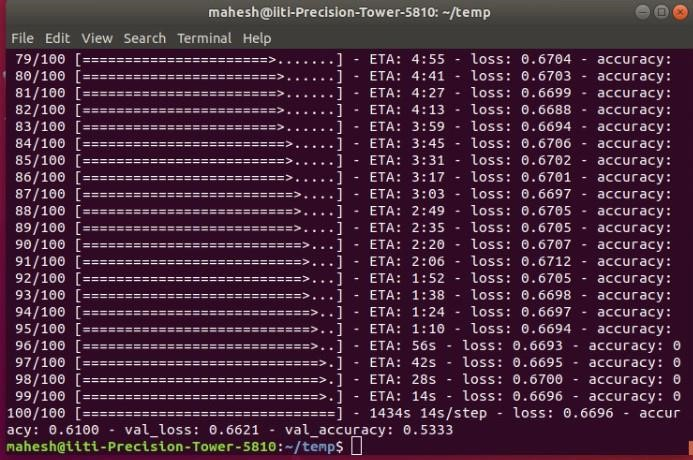 mahesh@iiti-Precision-Tower-5810: ~/temp
File Edit View Search Terminal Help
79/100 [======================>.......] - ETA: 4:55 - loss: 0.6704 - accuracy:
80/100 [=======================>......] - ETA: 4:41 - loss: 0.6703 - accuracy:
81/100 [=======================>......] - ETA: 4:27 - loss: 0.6699 - accuracy:
82/100 [=======================>......] - ETA: 4:13 - loss: 0.6688 - accuracy:
83/100 [=======================>......] - ETA: 3:59 - loss: 0.6694 - accuracy:
84/100 [========================>.....] - ETA: 3:45 - loss: 0.6706 - accuracy:
85/100 [========================>.....] - ETA: 3:31 - loss: 0.6702 - accuracy:
86/100 [========================>.....] - ETA: 3:17 - loss: 0.6701 - accuracy:
87/100 [=========================>....] - ETA: 3:03 - loss: 0.6697 - accuracy:
88/100 [=========================>....] - ETA: 2:49 - loss: 0.6705 - accuracy:
89/100 [=========================>....] - ETA: 2:35 - loss: 0.6705 - accuracy:
90/100 [==========================>...] - ETA: 2:20 - loss: 0.6707 - accuracy:
91/100 [==========================>...] - ETA: 2:06 - loss: 0.6712 - accuracy:
92/100 [==========================>...] - ETA: 1:52 - loss: 0.6705 - accuracy:
93/100 [==========================>...] - ETA: 1:38 - loss: 0.6698 - accuracy:
94/100 [===========================>..] - ETA: 1:24 - loss: 0.6697 - accuracy:
95/100 [===========================>..] - ETA: 1:10 - loss: 0.6694 - accuracy:
96/100 [===========================>..] - ETA: 56s - loss: 0.6693 - accuracy: 0
97/100 [============================>.] - ETA: 42s - loss: 0.6695 - accuracy: 0
98/100 [============================>.] - ETA: 28s - loss: 0.6700 - accuracy: 0
99/100 [============================>.] - ETA: 14s - loss: 0.6696 - accuracy: 0
100/100 [==============================] - 1434s 14s/step - loss: 0.6696 - accur
acy: 0.6100 - val_loss: 0.6621 - val_accuracy: 0.5333
mahesh@iiti-Precision-Tower-5810:~/temp$